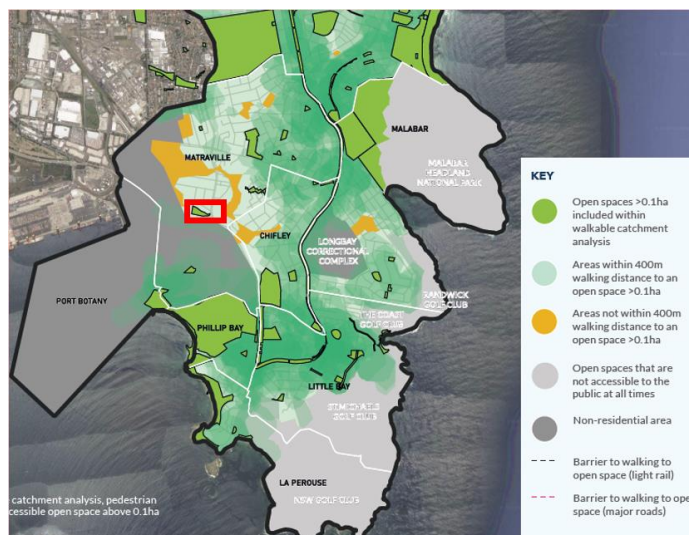 MALABAR
MATRAVILLE
MALABAR
HEADLAND
NATIONAL PARK
CHIFLEY
LONGBAY
CORRECTIONAL
COMPLEX
PORT BOTANY
RANDWICK
GOLF CLUB
THE COAST
GOLF CLUB
PHILLIP BAY
LITTLE BAY
ST MICHAELS
GOLF CLUB
LA PEROUSE
NSW GOLF CLUB
catchment analysis, pedestrian
cessible open space above 0.1ha
KEY
Open spaces >0.1ha
included within
walkable catchment
analysis
Areas within 400m
walking distance to an
open space >0.1ha
Areas not within 400m
walking distance to an
open space >0.1ha
Open spaces that are
not accessible to the
public at all times
Non-residential area
Barrier to walking to
open space (light rail)
Barrier to walking to ope
space (major roads)